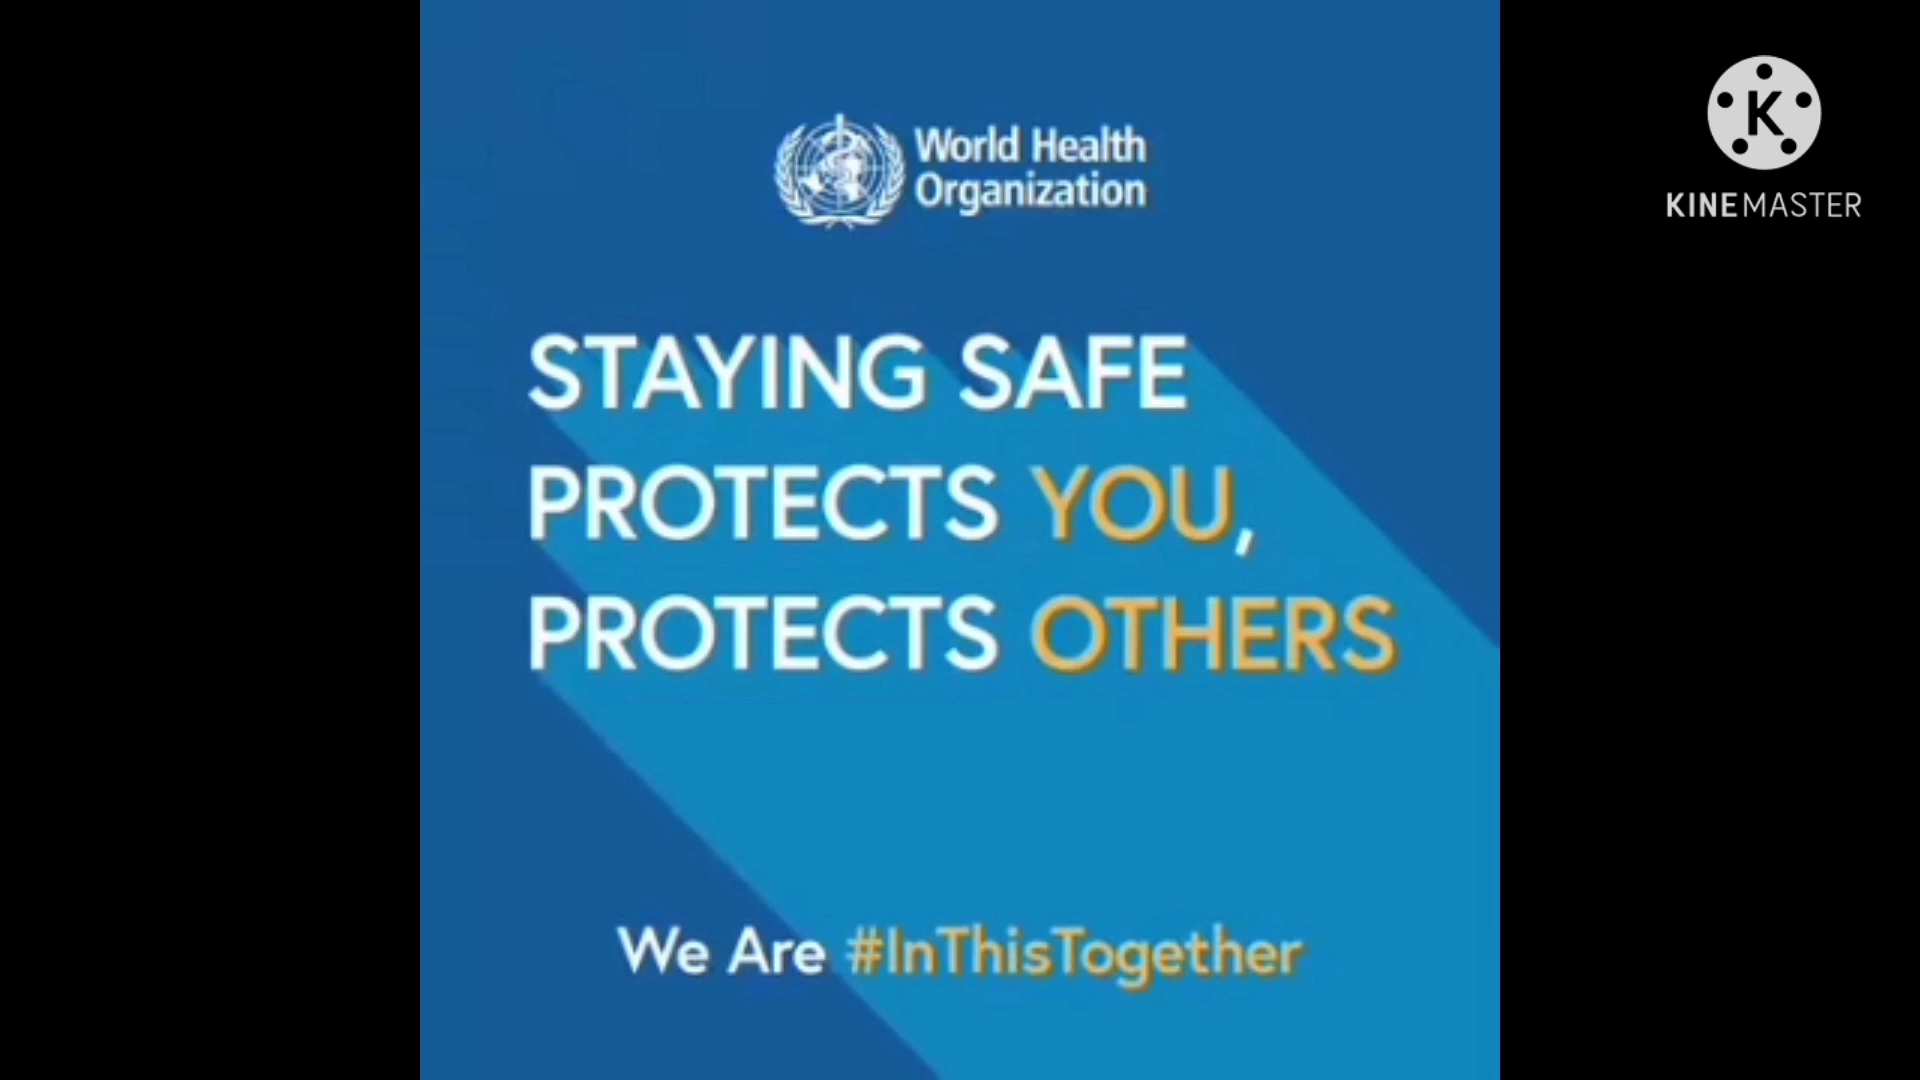 World Health
Organization
K
KINEMASTER
STAYING SAFE
PROTECTS YOU,
PROTECTS OTHERS
We Are #InThisTogether